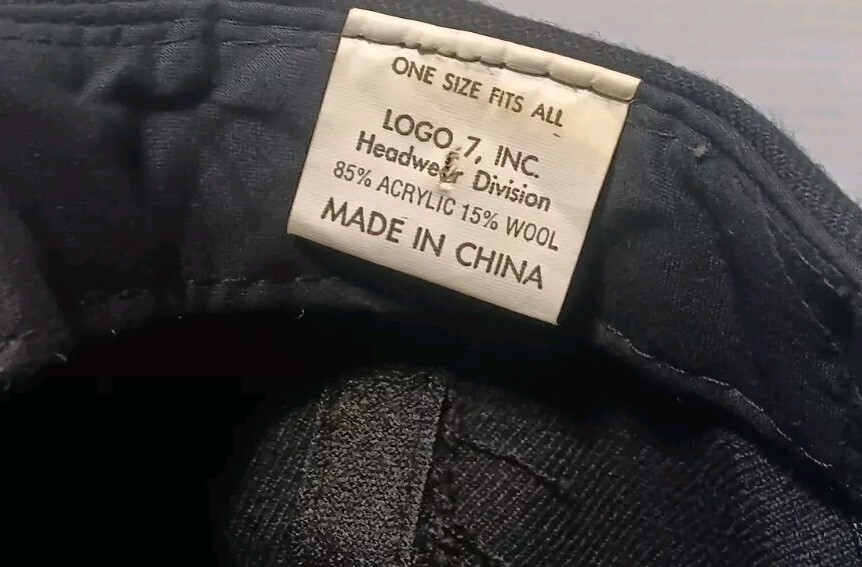 ONE SIZE FITS ALL
LOGO 7, INC.
Headwear Division
85% ACRYLIC 15% WOOL
MADE IN CHINA